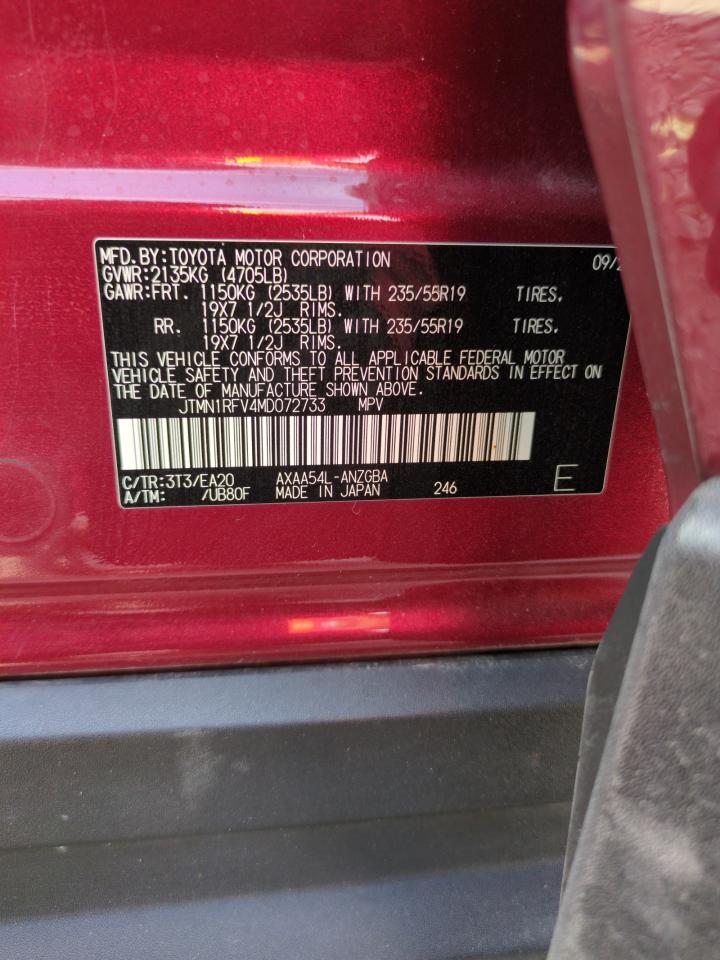 MFD.BY:TOYOTA MOTOR CORPORATION 09/2
GVWR:2135KG (4705LB)
GAWR:FRT. 1150KG (2535LB) WITH 235/55R19 TIRES.
19X7 1/2J RIMS.
RR. 1150KG (2535LB) WITH 235/55R19 TIRES.
19X7 1/2J RIMS.
THIS VEHICLE CONFORMS TO ALL APPLICABLE FEDERAL MOTOR
VEHICLE SAFETY AND THEFT PREVENTION STANDARDS IN EFFECT ON
THE DATE OF MANUFACTURE SHOWN ABOVE.
JTMN1RFV4MD072733 MPV
C/TR:3T3/EA20 AXAA54L-ANZGBA
A/TM: /UB80F MADE IN JAPAN 246 E